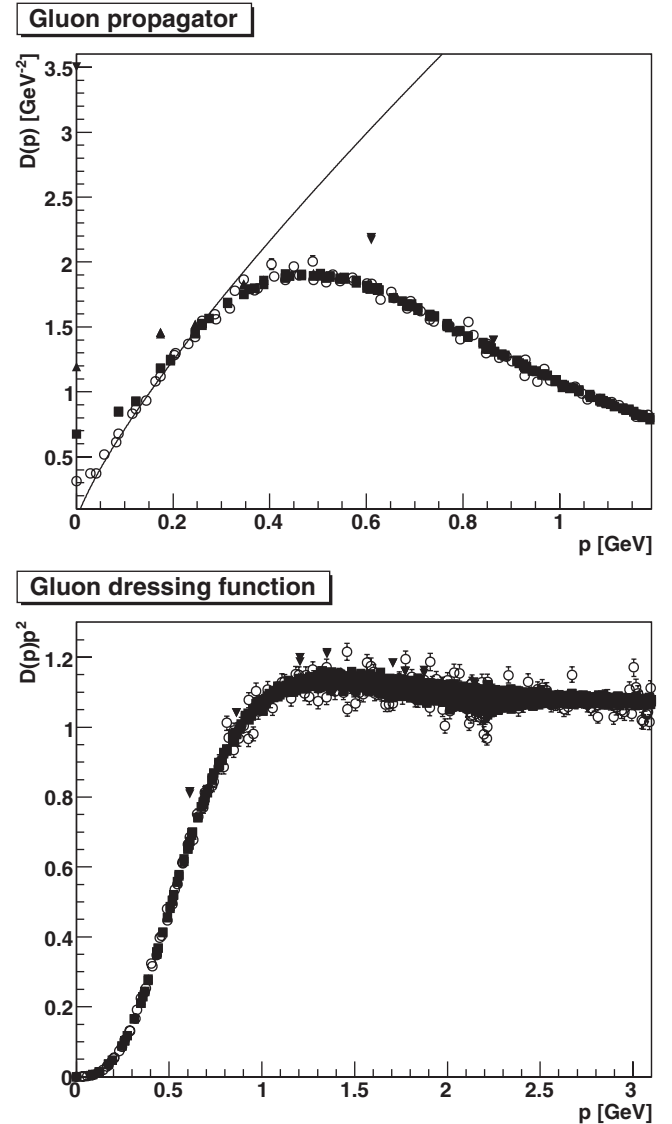 Gluon propagator
D(p) [GeV-2]
3.5
3
2.5
2
1.5
1
0.5
0 0.2 0.4 0.6 0.8 1
p [GeV]
Gluon dressing function
D(p)p2
1.2
1
0.8
0.6
0.4
0.2
0
0 0.5 1 1.5 2 2.5 3
p [GeV]